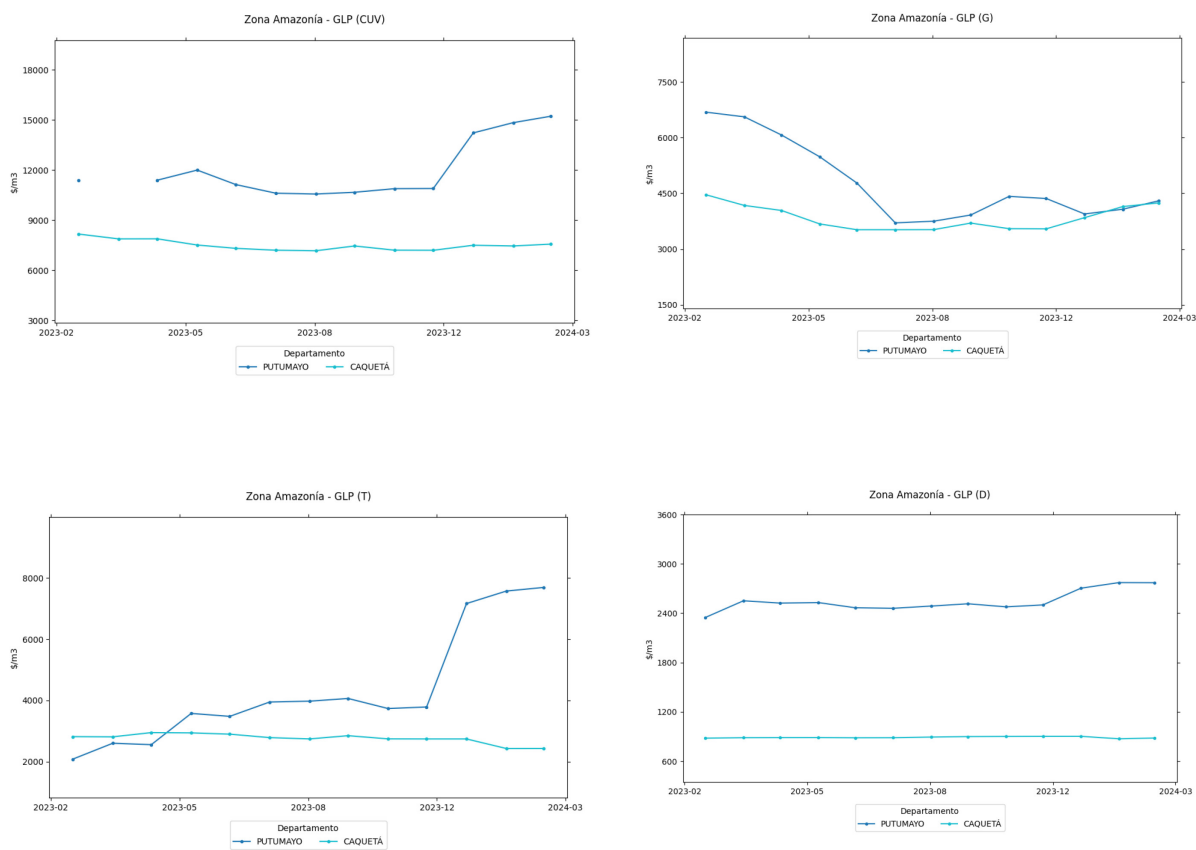 Zona Amazonía - GLP (CUV)
18000
15000
12000
9000
6000
3000
$/m3
2023-02 2023-05 2023-08 2023-12 2024-03
Departamento
PUTUMAYO CAQUETÁ
Zona Amazonía - GLP (G)
7500
6000
4500
3000
1500
$/m3
2023-02 2023-05 2023-08 2023-12 2024-03
Departamento
PUTUMAYO CAQUETÁ
Zona Amazonía - GLP (T)
8000
6000
4000
2000
$/m3
2023-02 2023-05 2023-08 2023-12 2024-03
Departamento
PUTUMAYO CAQUETÁ
Zona Amazonía - GLP (D)
3600
3000
2400
1800
1200
600
$/m3
2023-02 2023-05 2023-08 2023-12 2024-03
Departamento
PUTUMAYO CAQUETÁ